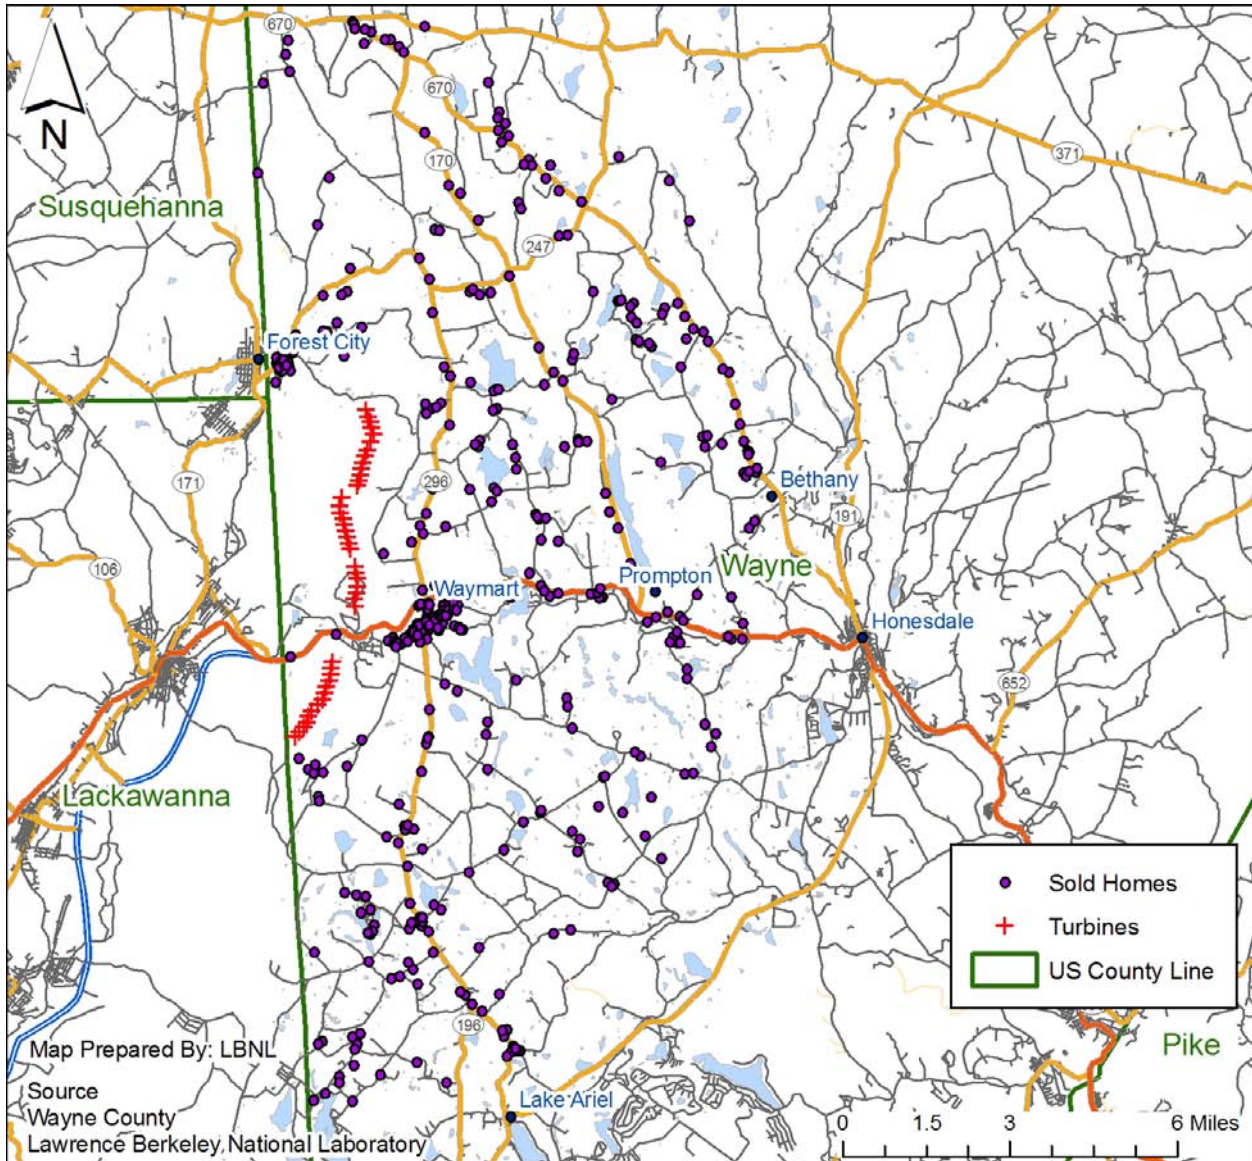 670
N
670
170
371
Susquehanna
247
Forest City
296
171
Bethany
191
106
Prompton
Wayne
Waymart
Honesdale
652
Lackawanna
Sold Homes
Turbines
US County Line
196
Map Prepared By: LBNL
Pike
Source
Wayne County
Lawrence Berkeley National Laboratory
Lake Ariel
0 1.5 3 6 Miles